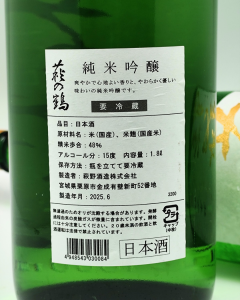 萩の鶴
純米吟醸
爽やかで心地よい香りと、やわらかく優しい
味わいの純米吟醸です。
要冷蔵
品目：日本酒
原材料名：米(国産)、米麹(国産米)
精米歩合：48%
アルコール分：15度　内容量：1.8ℓ
保存方法：瓶を立てて要冷蔵
製造者：萩野酒造株式会社
宮城県栗原市金成有壁新町52番地
製造年月：2025.6
4949543030064
日本酒